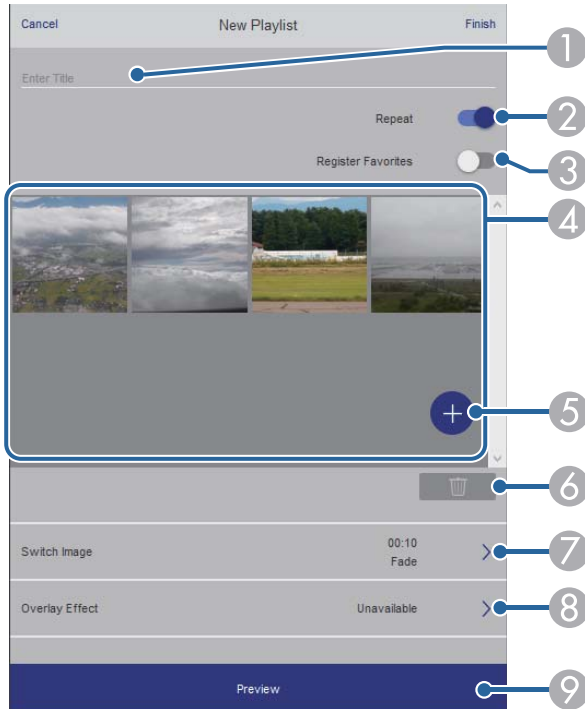 Cancel New Playlist Finish
1
Enter Title
Repeat 2
Register Favorites 3
4
+ 5
6
Switch Image 00:10 7
Fade
Overlay Effect Unavailable 8
Preview 9